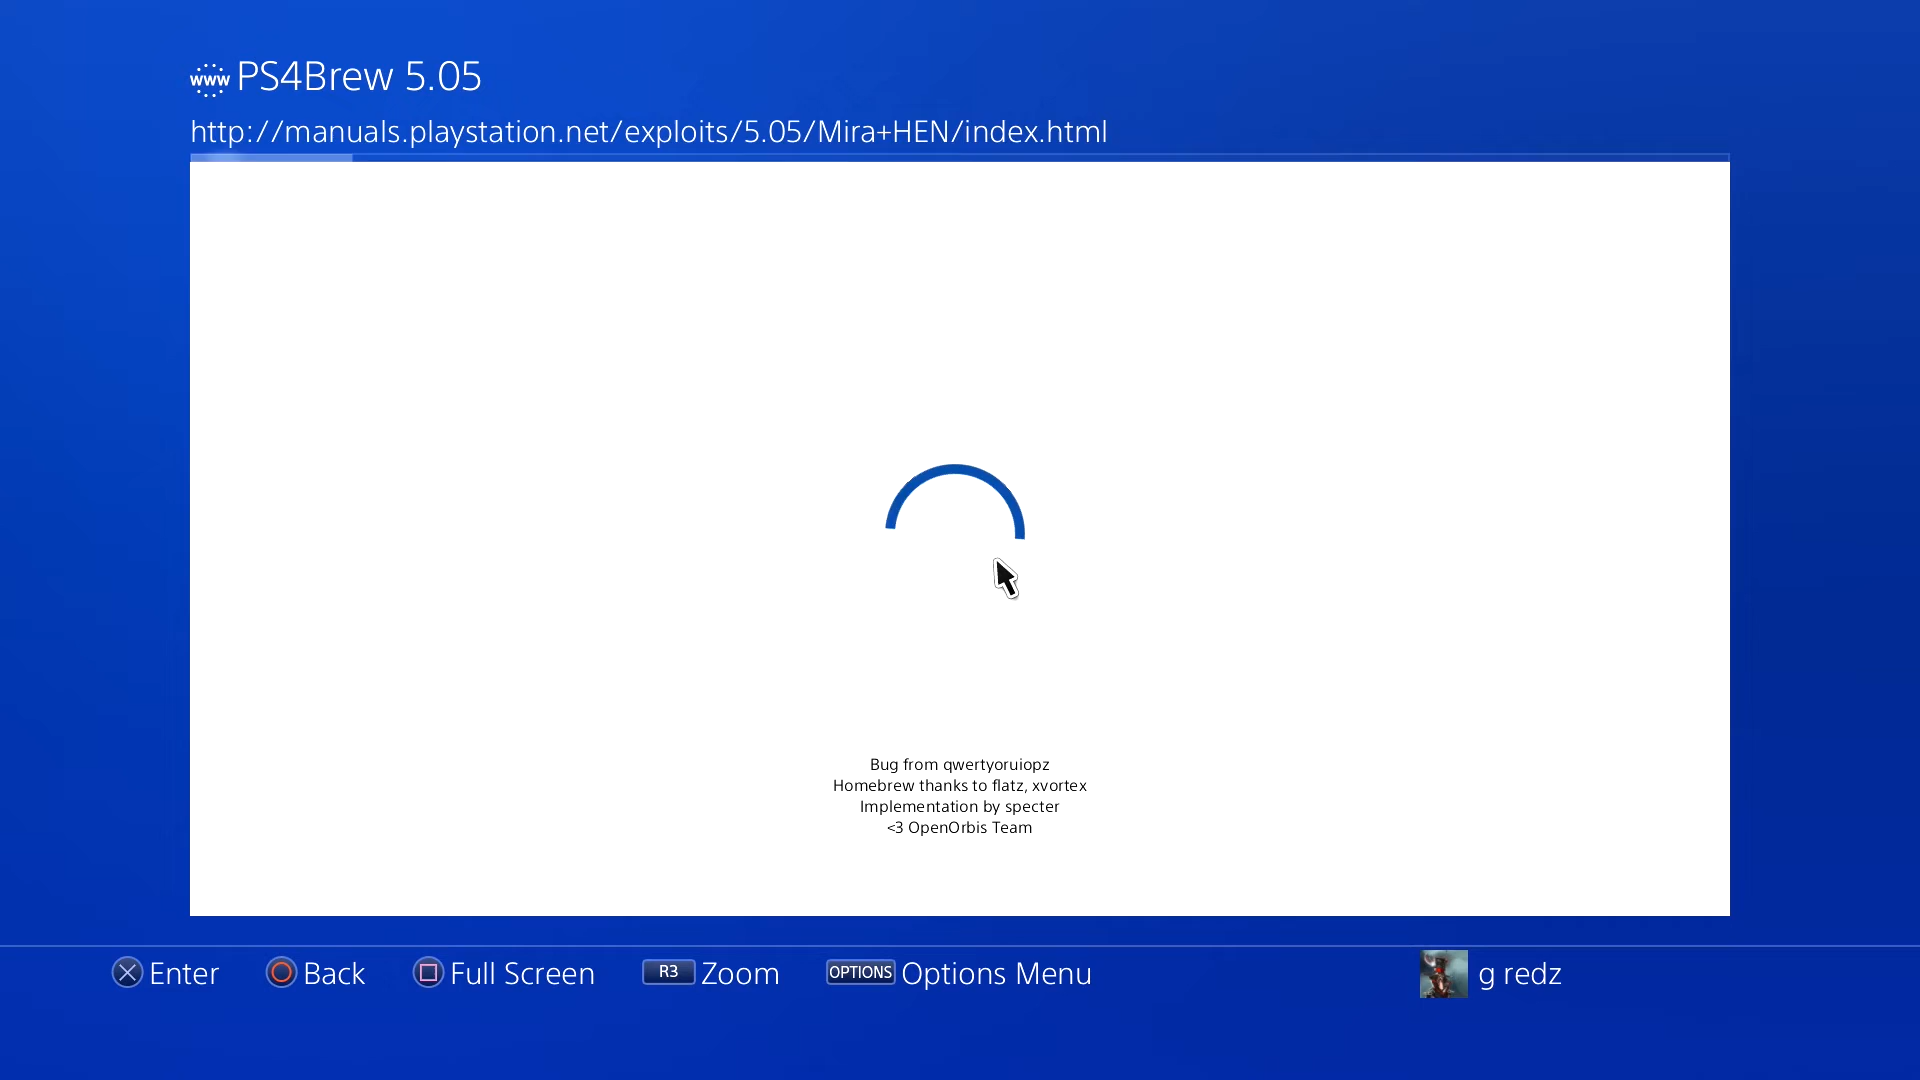 www PS4Brew 5.05
http://manuals.playstation.net/exploits/5.05/Mira+HEN/index.html
Bug from qwertyoruiopz
Homebrew thanks to flatz, xvortex
Implementation by specter
<3 OpenOrbis Team
Enter Back Full Screen R3 Zoom OPTIONS Options Menu g redz